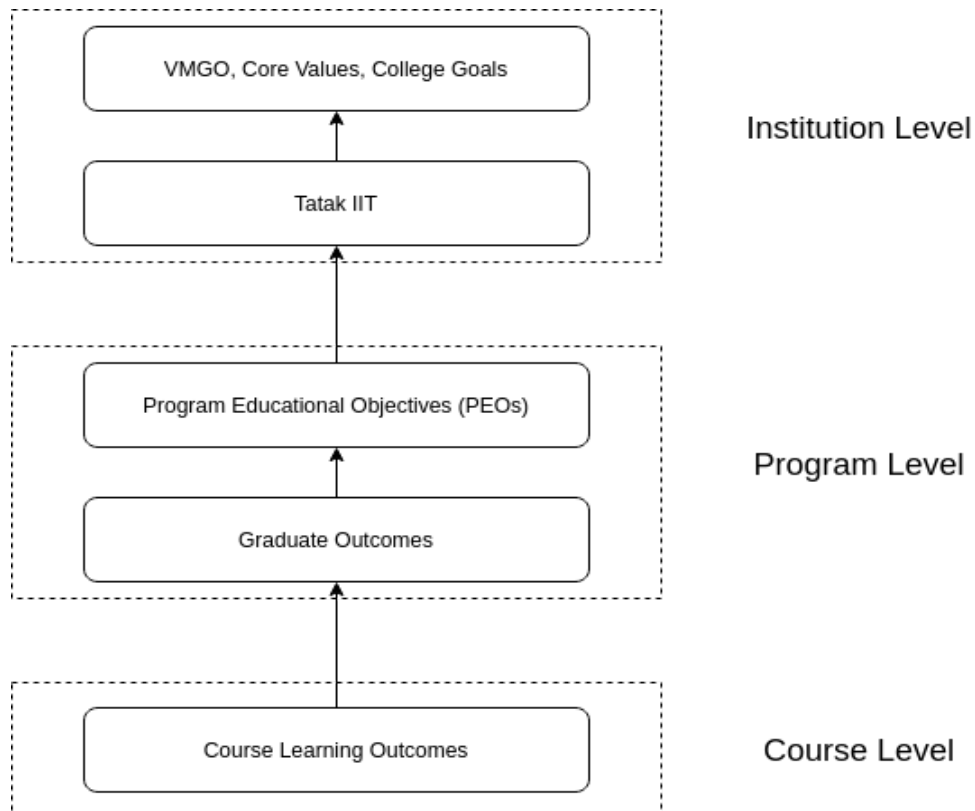 VMGO, Core Values, College Goals
Institution Level
Tatak IIT
Program Educational Objectives (PEOs)
Program Level
Graduate Outcomes
Course Learning Outcomes
Course Level